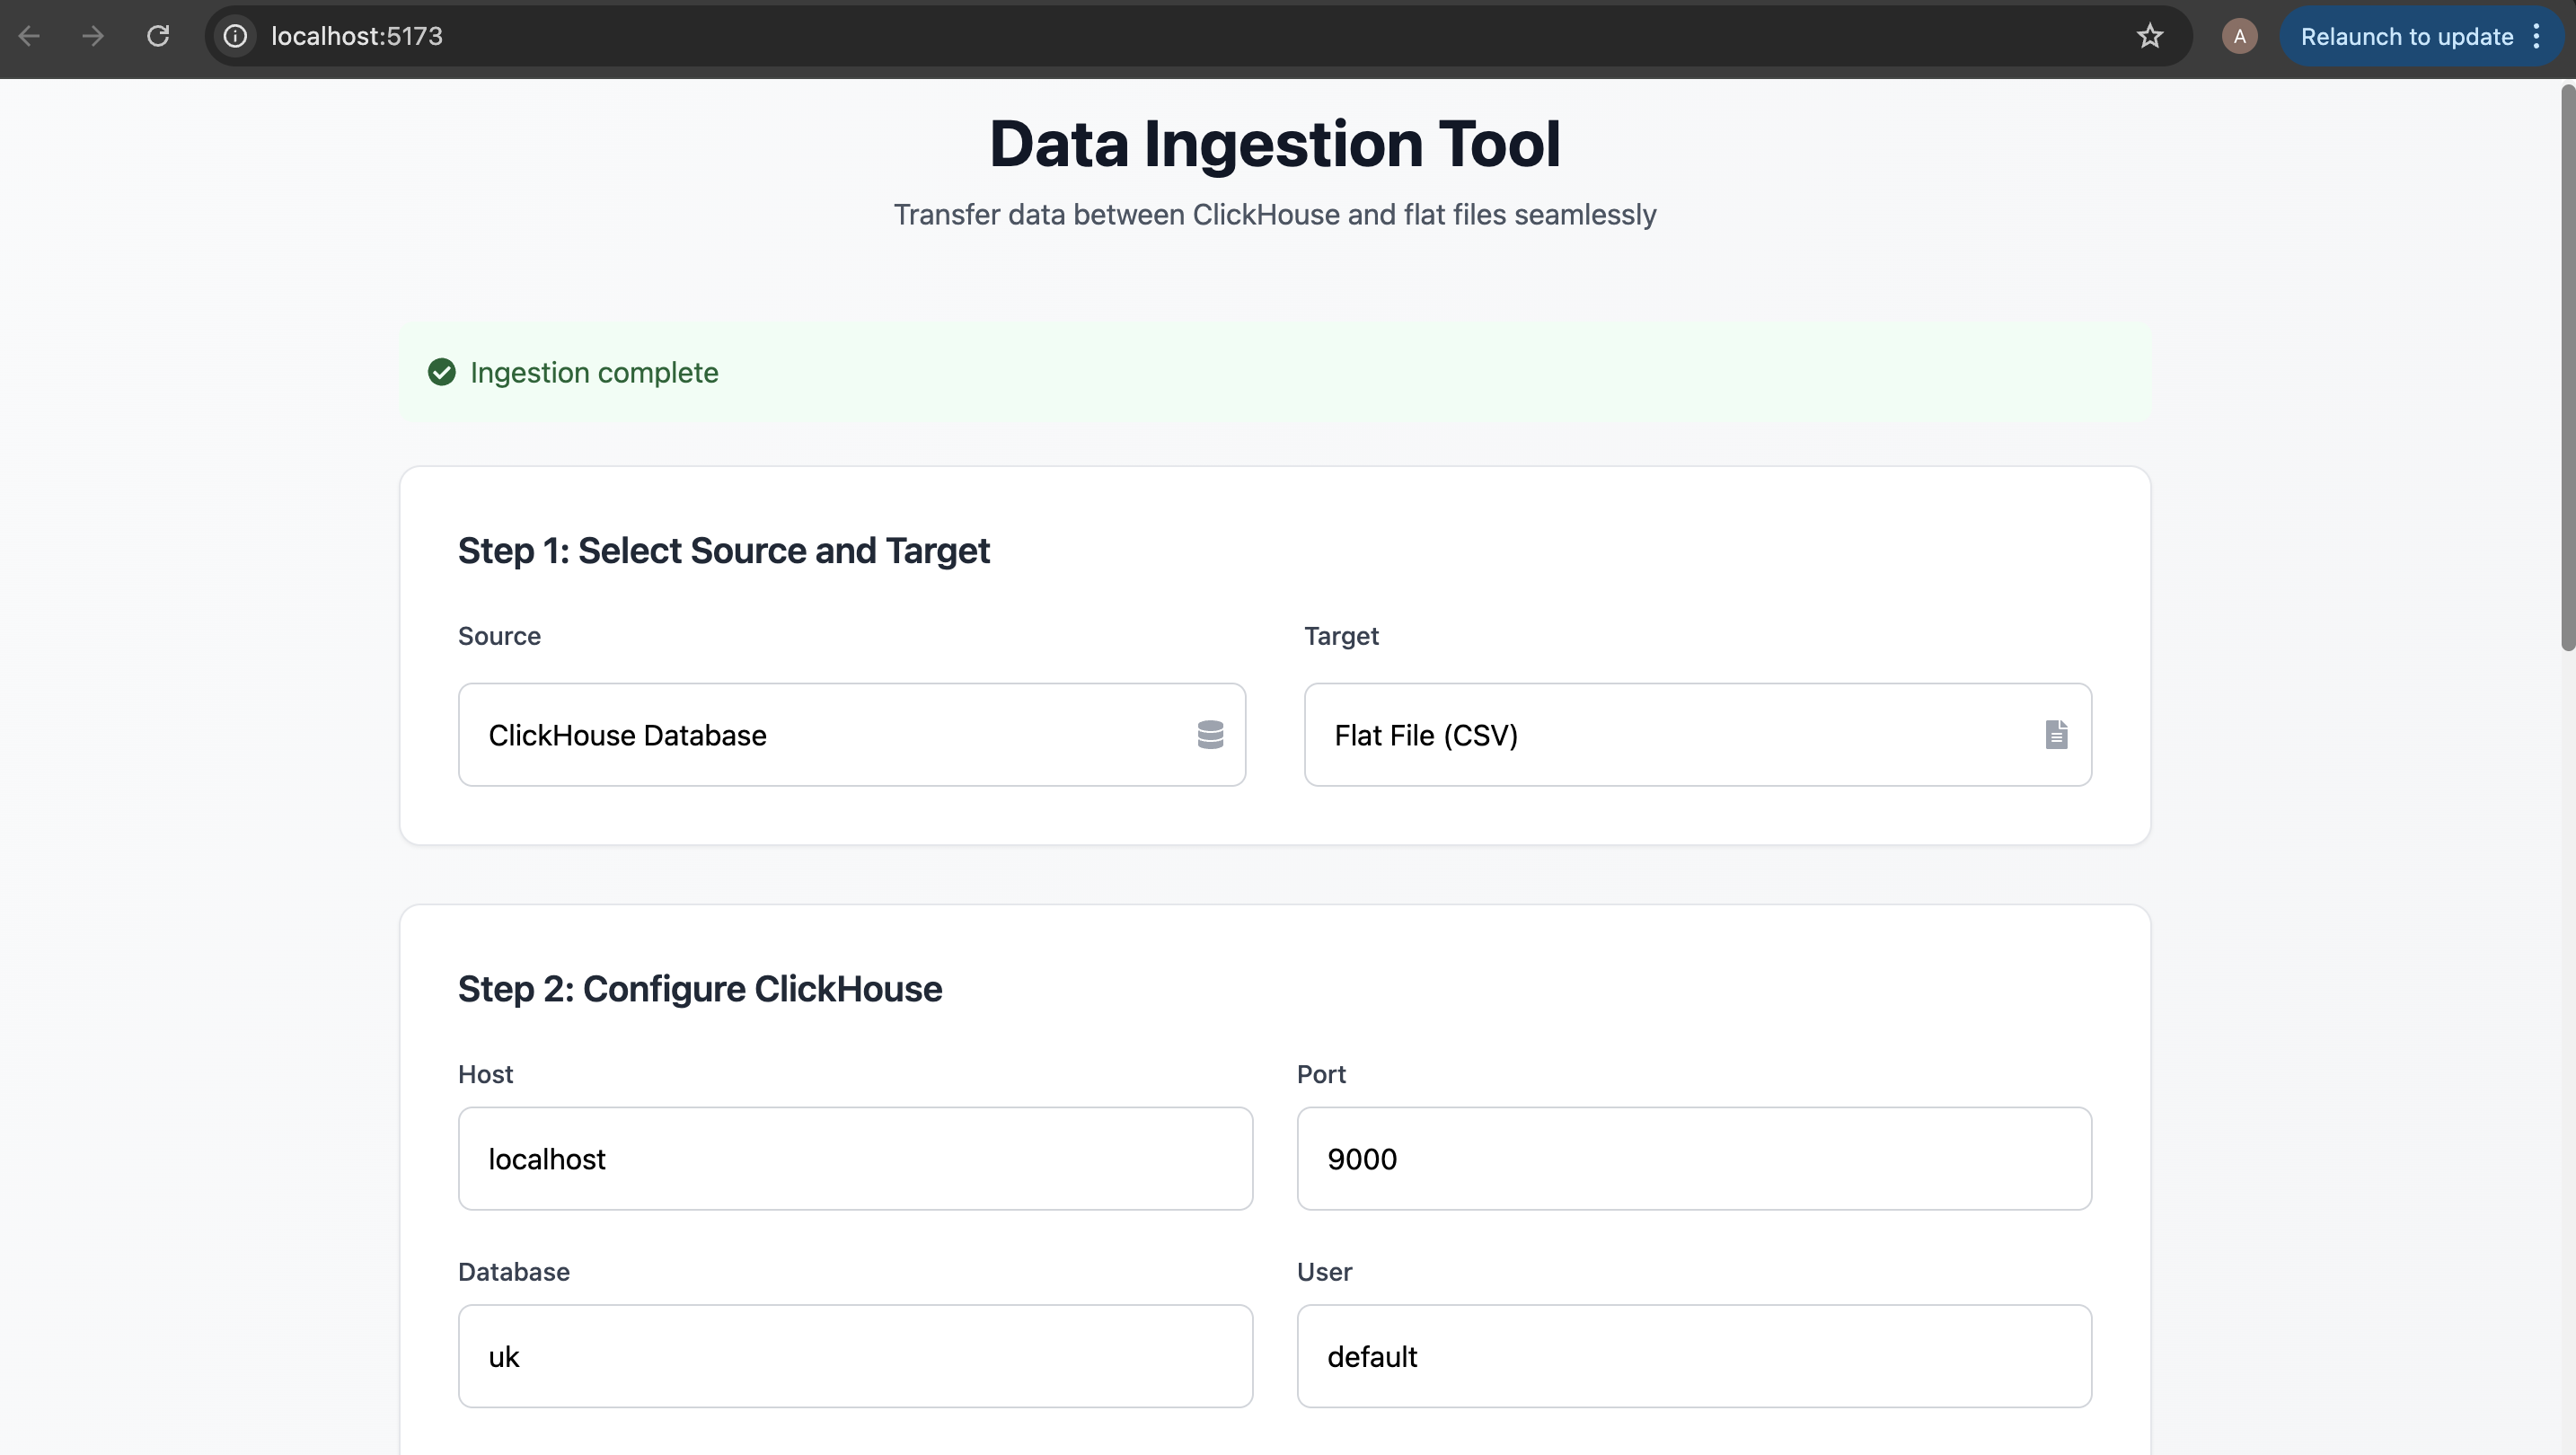 localhost:5173
A
Relaunch to update
Data Ingestion Tool
Transfer data between ClickHouse and flat files seamlessly
Ingestion complete
Step 1: Select Source and Target
Source
Target
ClickHouse Database
Flat File (CSV)
Step 2: Configure ClickHouse
Host
Port
localhost
9000
Database
User
uk
default